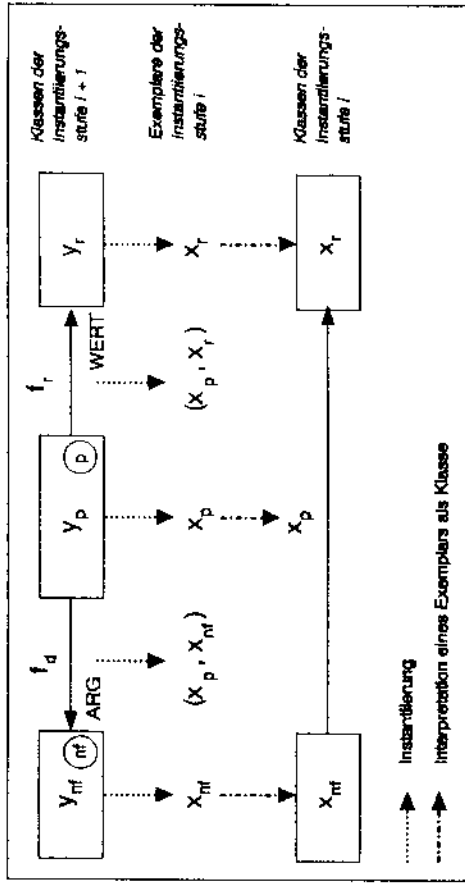 f_d f_r
y_nf nf y_p p y_r Klassen der
Instantiierungs-
stufe i + 1
ARG WERT
(x_p , x_nf) (x_p , x_r)
x_nf x_p x_r Exemplare der
Instantiierungs-
stufe i
x_p
x_nf x_r Klassen der
Instantiierungs-
stufe i
Instantiierung
Interpretation eines Exemplars als Klasse